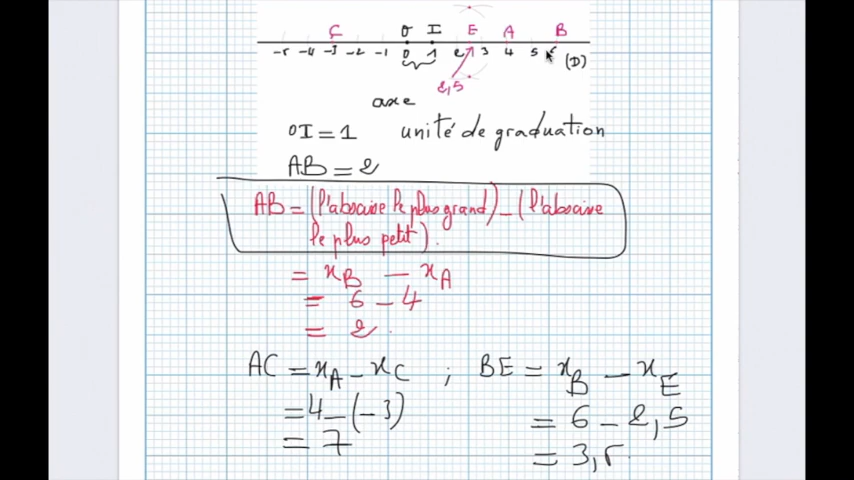 C O I E A B
-5 -4 -3 -2 -1 0 1 2 3 4 5 6 (D)
2,5
axe
OI = 1 unité de graduation
AB = 2
AB = (l'abscisse le plus grand) - (l'abscisse
le plus petit).
= xB - xA
= 6 - 4
= 2.
AC = xA - xC ; BE = xB - xE
= 4 - (-3) = 6 - 2,5
= 7 = 3,5